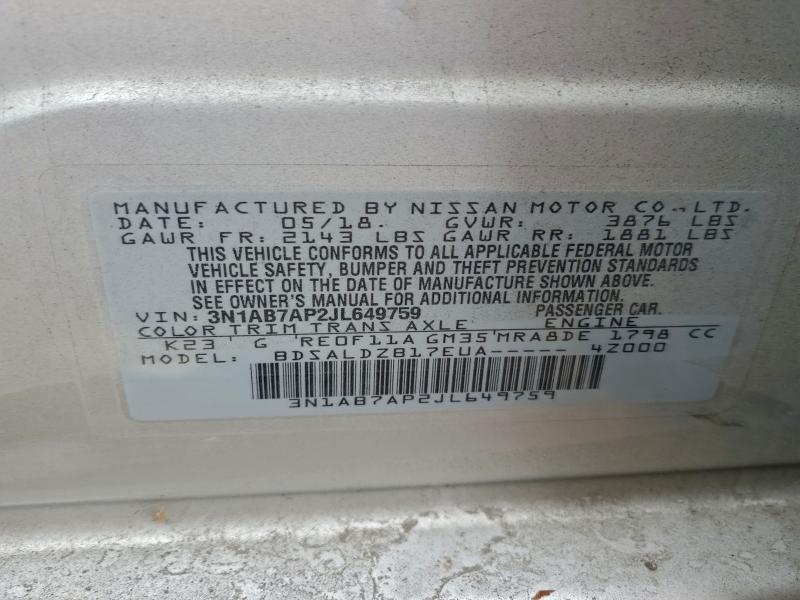 MANUFACTURED BY NISSAN MOTOR CO., LTD.
DATE: 05/18. GVWR: 3876 LBS
GAWR FR: 2143 LBS GAWR RR: 1881 LBS
THIS VEHICLE CONFORMS TO ALL APPLICABLE FEDERAL MOTOR
VEHICLE SAFETY, BUMPER AND THEFT PREVENTION STANDARDS
IN EFFECT ON THE DATE OF MANUFACTURE SHOWN ABOVE.
SEE OWNER'S MANUAL FOR ADDITIONAL INFORMATION.
VIN: 3N1AB7AP2JL649759 PASSENGER CAR.
COLOR TRIM TRANS AXLE ENGINE
K23 ' G 'RE0F11A GM35'MRA8DE 1798 CC
MODEL: BDSALDZB17EUA----- 4Z000
3N1AB7AP2JL649759